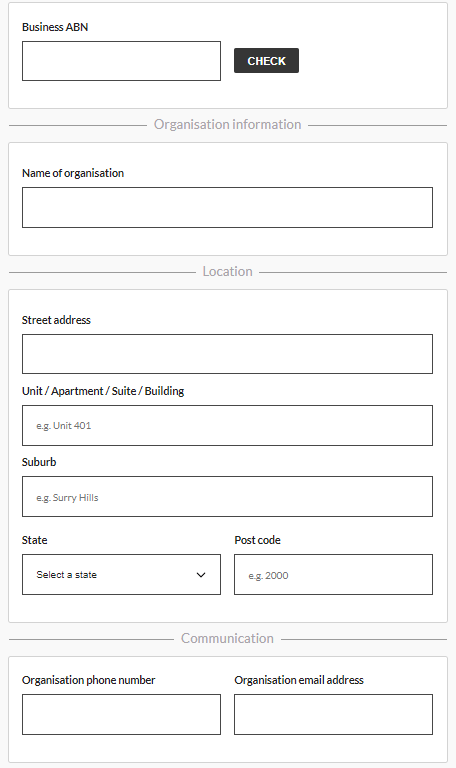 Business ABN
CHECK
Organisation information
Name of organisation
Location
Street address
Unit / Apartment / Suite / Building
e.g. Unit 401
Suburb
e.g. Surry Hills
State Post code
Select a state e.g. 2000
Communication
Organisation phone number Organisation email address